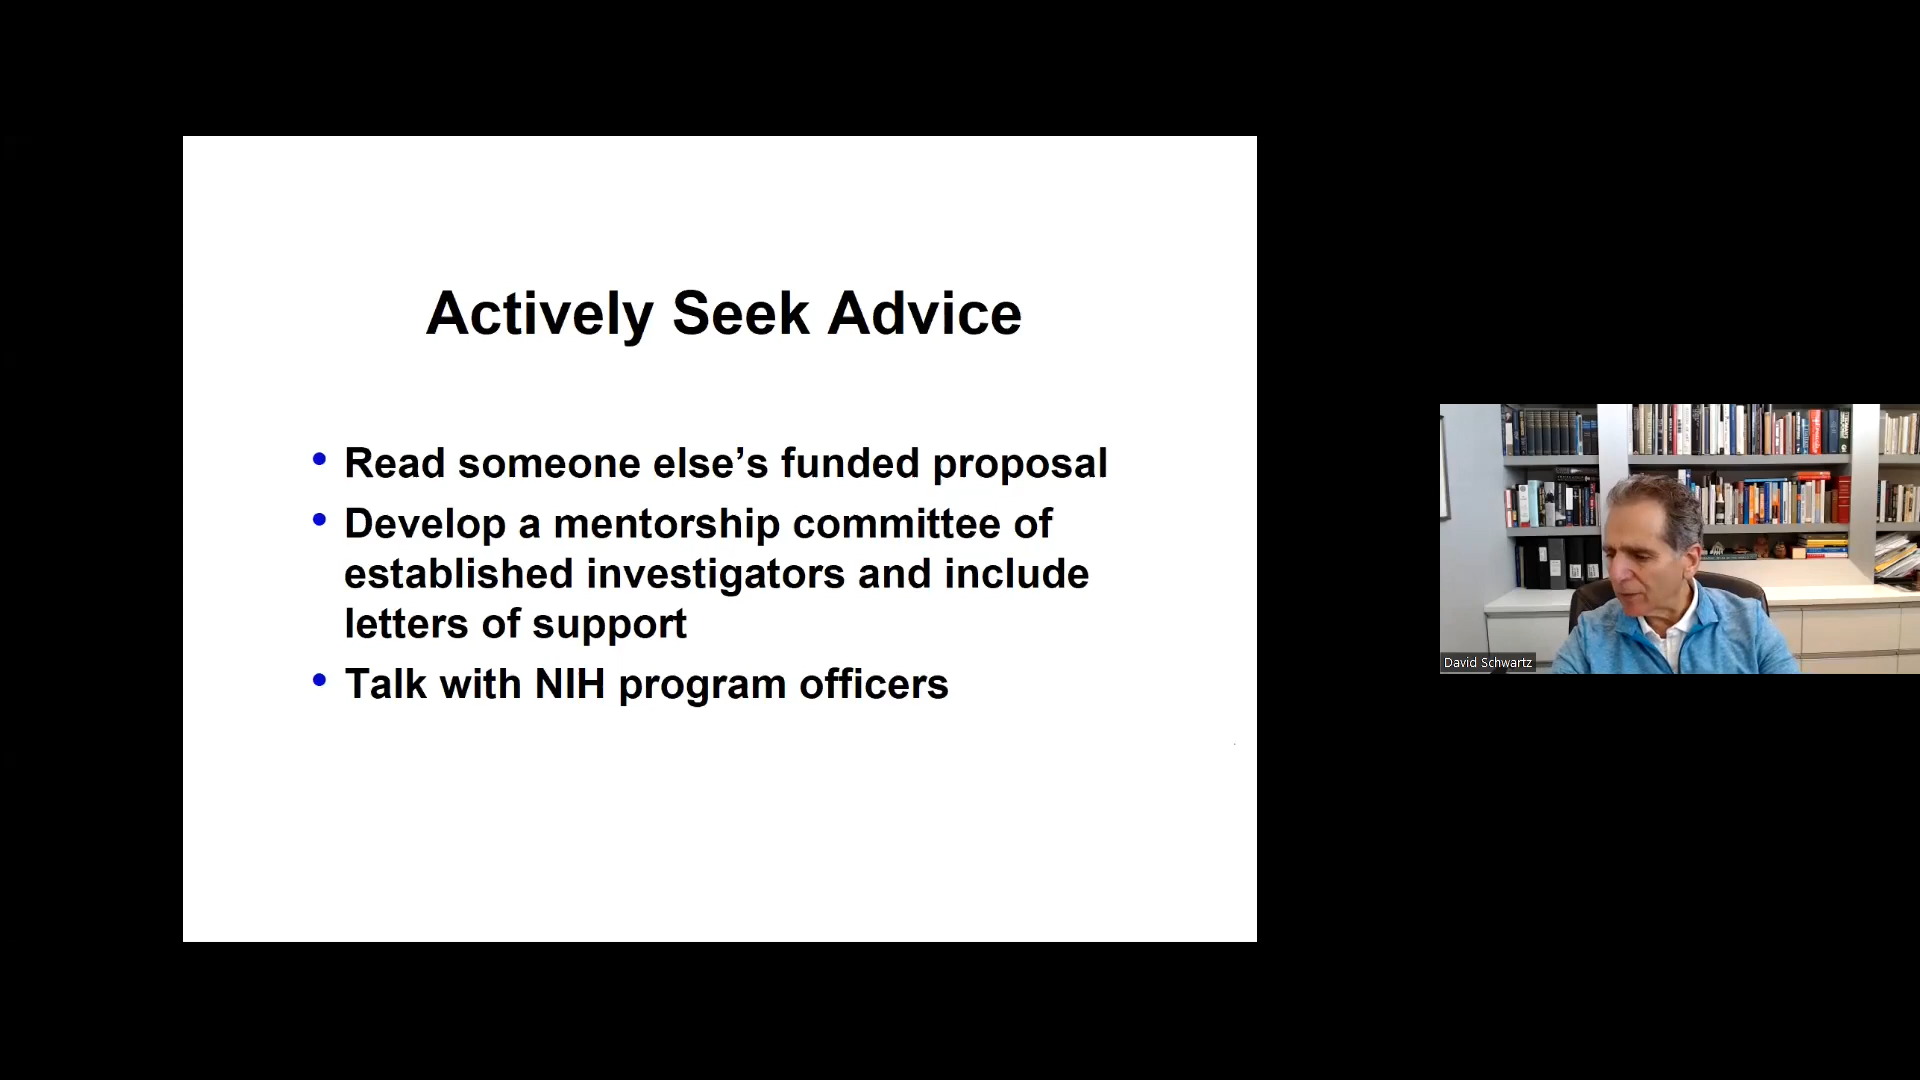 Actively Seek Advice
• Read someone else’s funded proposal
• Develop a mentorship committee of
established investigators and include
letters of support
• Talk with NIH program officers
David Schwartz